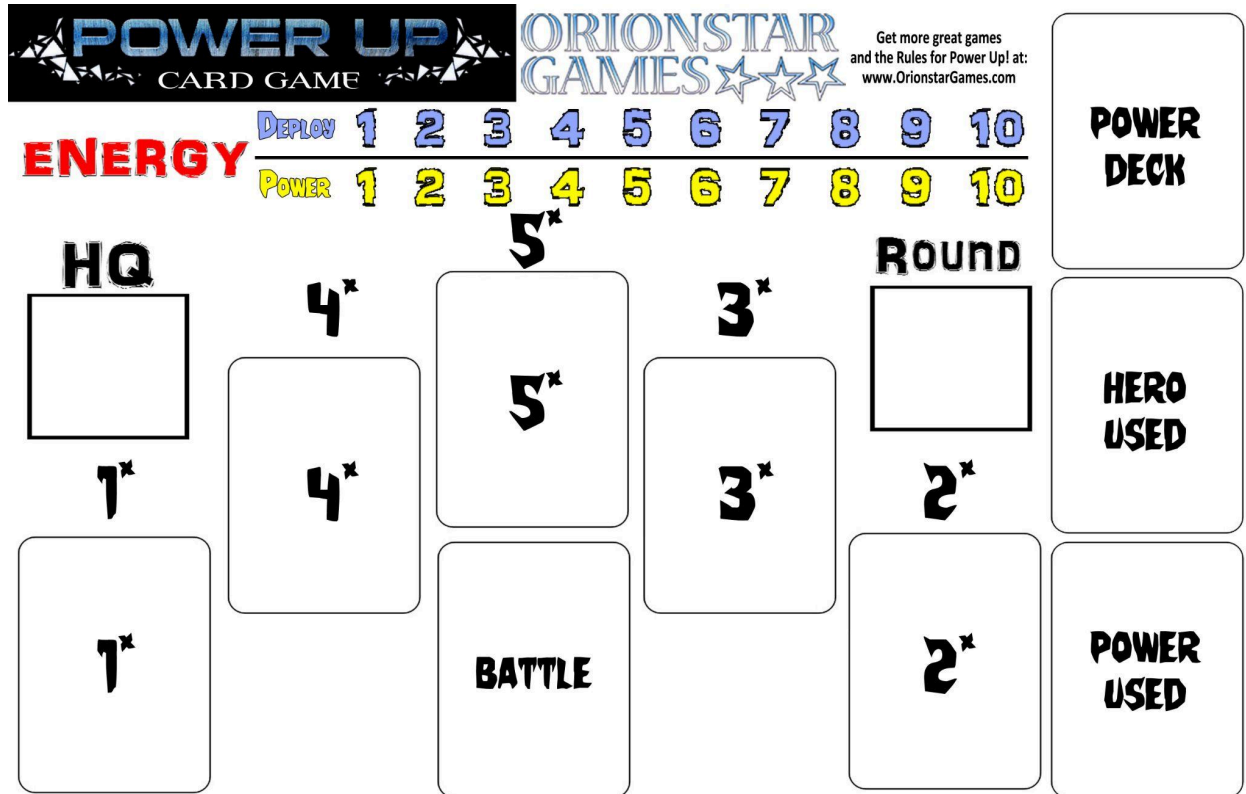 POWER UP
CARD GAME
ORIONSTAR
GAMES
Get more great games
and the Rules for Power Up! at:
www.OrionstarGames.com
ENERGY
DEPLOY 1 2 3 4 5 6 7 8 9 10
POWER 1 2 3 4 5 6 7 8 9 10
POWER
DECK
HQ
5*
ROUND
4*
3*
5*
HERO
USED
1*
4*
3*
2*
1*
BATTLE
2*
POWER
USED